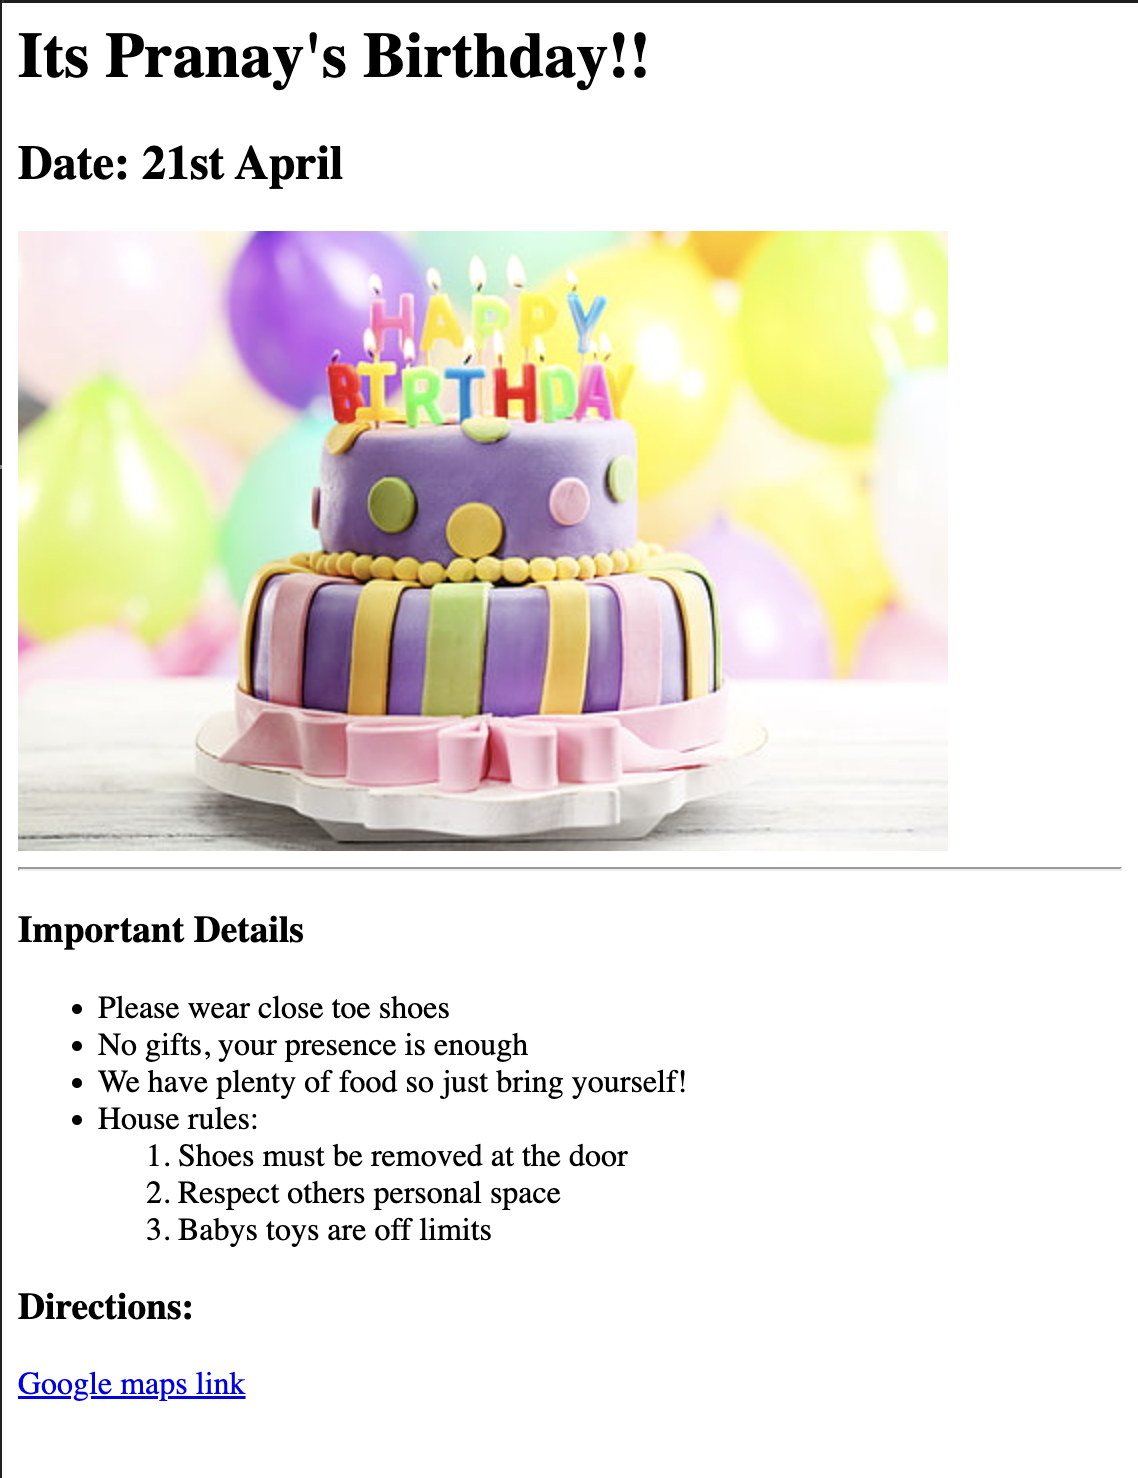 Its Pranay's Birthday!!
Date: 21st April
HAPPY
BIRTHDAY
Important Details
• Please wear close toe shoes
• No gifts, your presence is enough
• We have plenty of food so just bring yourself!
• House rules:
1. Shoes must be removed at the door
2. Respect others personal space
3. Babys toys are off limits
Directions:
Google maps link